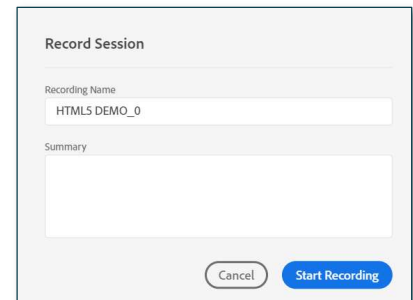 Record Session
Recording Name
HTML5 DEMO_0
Summary
Cancel Start Recording